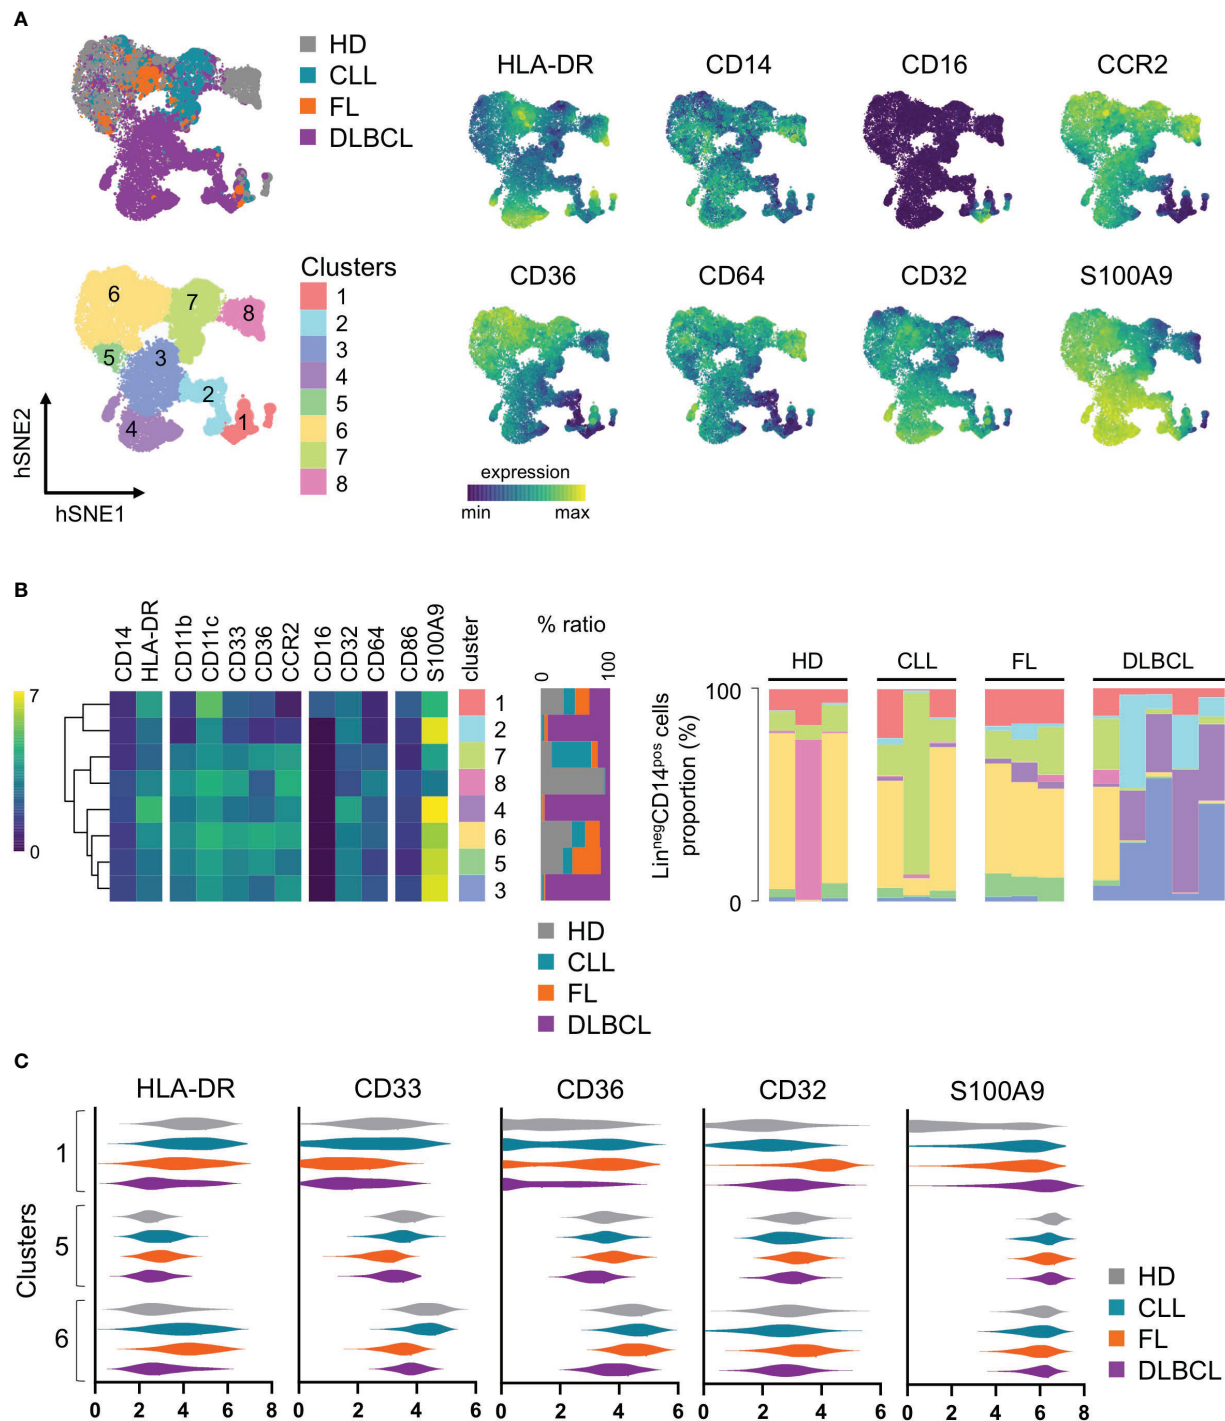 A
HD
CLL
FL
DLBCL
HLA-DR
CD14
CD16
CCR2
CD36
CD64
CD32
S100A9
Clusters
1
2
3
4
5
6
7
8
6
7
8
5
3
2
4
1
hSNE2
hSNE1
expression
min
max
B
CD14
HLA-DR
CD11b
CD11c
CD33
CD36
CCR2
CD16
CD32
CD64
CD86
S100A9
cluster
7
0
1
2
7
8
4
6
5
3
% ratio
0
100
HD
CLL
FL
DLBCL
HD
CLL
FL
DLBCL
100
0
LinnegCD14pos cells
proportion (%)
C
HLA-DR
CD33
CD36
CD32
S100A9
Clusters
1
5
6
0 2 4 6 8
0 2 4 6
0 2 4 6 8
0 2 4 6
0 2 4 6 8
HD
CLL
FL
DLBCL